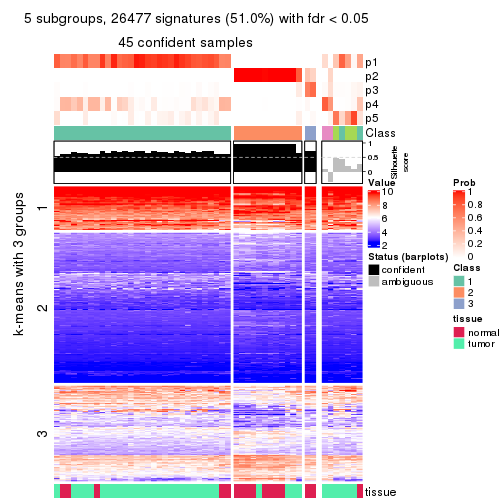 5 subgroups, 26477 signatures (51.0%) with fdr < 0.05
45 confident samples
p1
p2
p3
p4
p5
Class
1
0.5
0
Silhouette
score
k-means with 3 groups
1
2
3
tissue
Value
10
8
6
4
2
Status (barplots)
confident
ambiguous
Prob
1
0.8
0.6
0.4
0.2
0
Class
1
2
3
tissue
normal
tumor